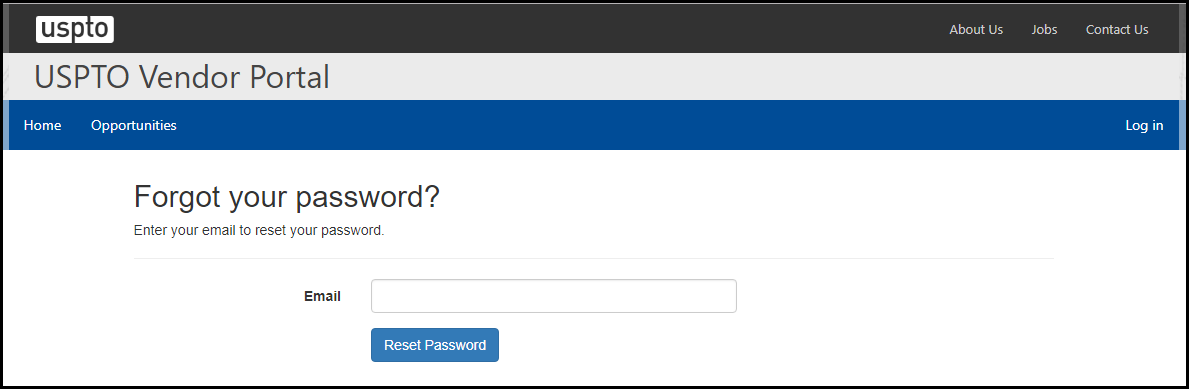 uspto
About Us Jobs Contact Us
USPTO Vendor Portal
Home Opportunities Log in
Forgot your password?
Enter your email to reset your password.
Email
Reset Password